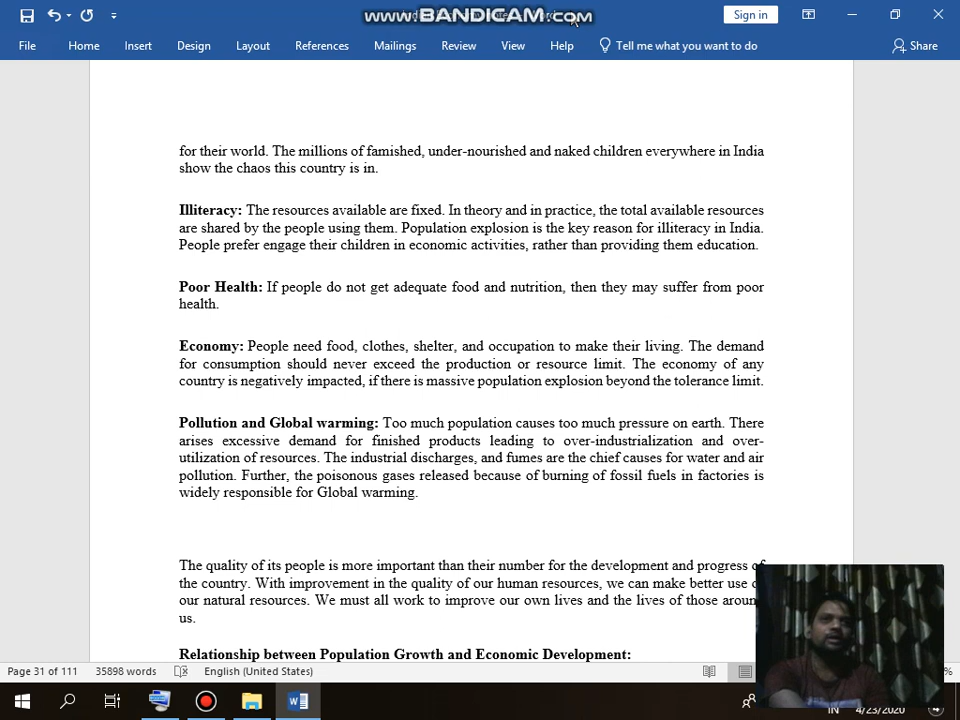 www.BANDICAM.com
Sign in
File Home Insert Design Layout References Mailings Review View Help Tell me what you want to do Share
for their world. The millions of famished, under-nourished and naked children everywhere in India
show the chaos this country is in.
Illiteracy: The resources available are fixed. In theory and in practice, the total available resources
are shared by the people using them. Population explosion is the key reason for illiteracy in India.
People prefer engage their children in economic activities, rather than providing them education.
Poor Health: If people do not get adequate food and nutrition, then they may suffer from poor
health.
Economy: People need food, clothes, shelter, and occupation to make their living. The demand
for consumption should never exceed the production or resource limit. The economy of any
country is negatively impacted, if there is massive population explosion beyond the tolerance limit.
Pollution and Global warming: Too much population causes too much pressure on earth. There
arises excessive demand for finished products leading to over-industrialization and over-
utilization of resources. The industrial discharges, and fumes are the chief causes for water and air
pollution. Further, the poisonous gases released because of burning of fossil fuels in factories is
widely responsible for Global warming.
The quality of its people is more important than their number for the development and progress of
the country. With improvement in the quality of our human resources, we can make better use
our natural resources. We must all work to improve our own lives and the lives of those
us.
Relationship between Population Growth and Economic Development:
Page 31 of 111 35898 words English (United States) %
IN 4/23/2020 4